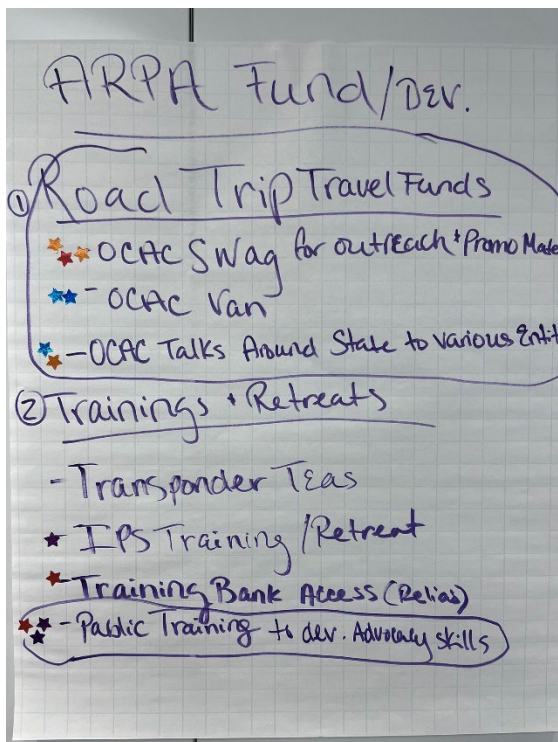 ARPA Fund/Dev.
① Road Trip Travel Funds
- OCAC Swag for outreach + Promo Mate
- OCAC Van
- OCAC Talks Around State to various Entit
② Trainings + Retreats
- Transponder Teas
- IPS Training / Retreat
- Training Bank Access (Relias)
- Public Training to dev. Advocacy skills